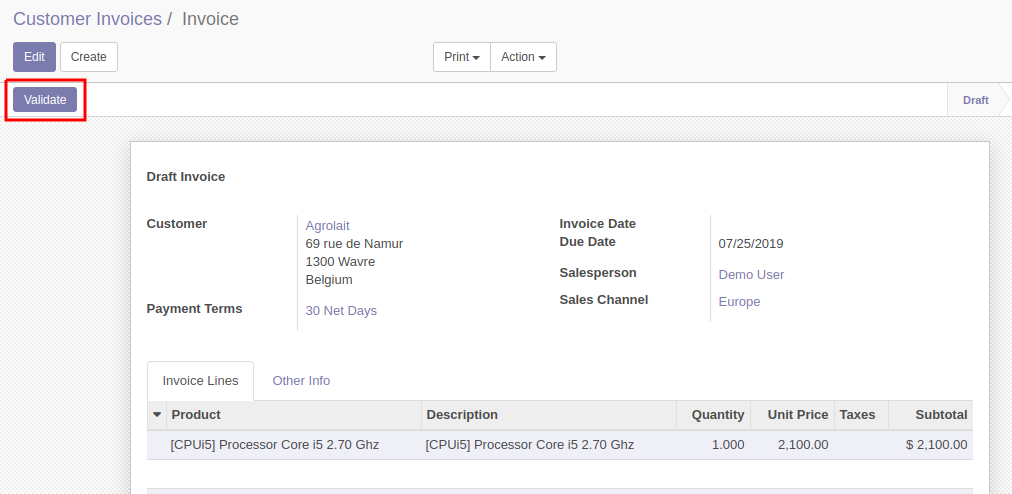 Customer Invoices / Invoice
Edit Create Print Action
Validate Draft
Draft Invoice
Customer Agrolait
69 rue de Namur
1300 Wavre
Belgium
Payment Terms 30 Net Days
Invoice Date
Due Date 07/25/2019
Salesperson Demo User
Sales Channel Europe
Invoice Lines Other Info
Product Description Quantity Unit Price Taxes Subtotal
[CPUi5] Processor Core i5 2.70 Ghz [CPUi5] Processor Core i5 2.70 Ghz 1.000 2,100.00 $ 2,100.00